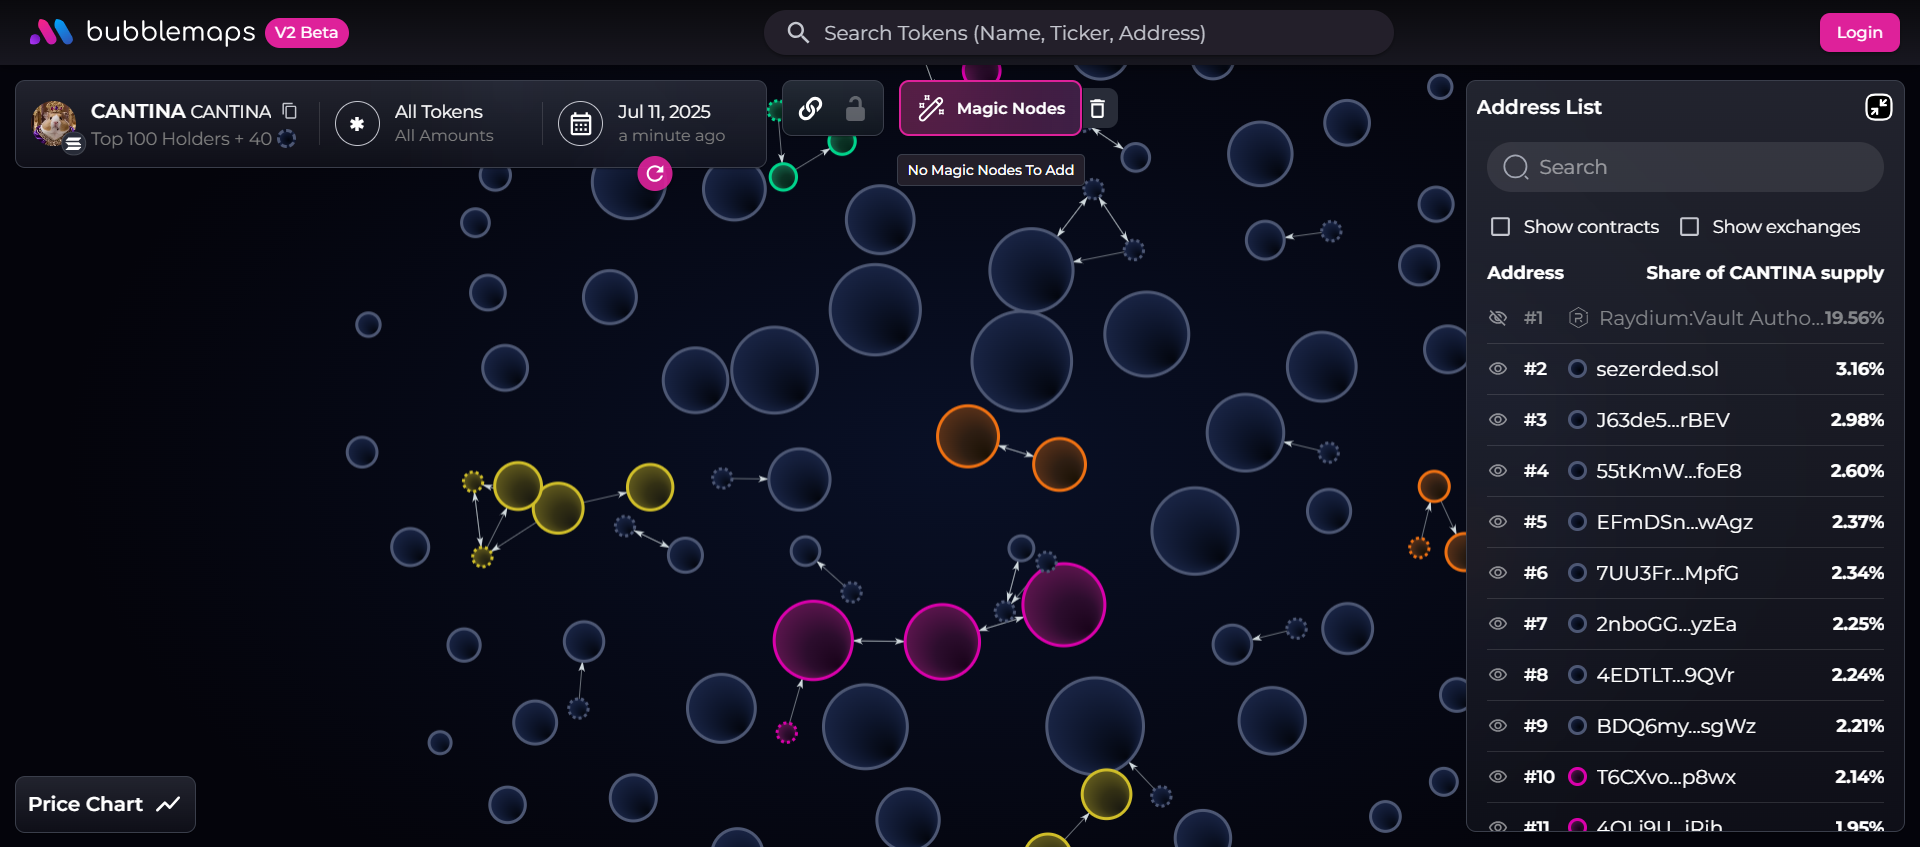 bubblemaps V2 Beta
Search Tokens (Name, Ticker, Address)
Login
CANTINA CANTINA
Top 100 Holders + 40
All Tokens
All Amounts
Jul 11, 2025
a minute ago
Magic Nodes
No Magic Nodes To Add
Address List
Search
Show contracts Show exchanges
Address Share of CANTINA supply
#1 Raydium:Vault Autho... 19.56%
#2 sezerded.sol 3.16%
#3 J63de5...rBEV 2.98%
#4 55tKmW...foE8 2.60%
#5 EFmDSn...wAgz 2.37%
#6 7UU3Fr...MpfG 2.34%
#7 2nboGG...yzEa 2.25%
#8 4EDTLT...9QVr 2.24%
#9 BDQ6my...sgWz 2.21%
#10 T6CXvo...p8wx 2.14%
#11 1.95%
Price Chart